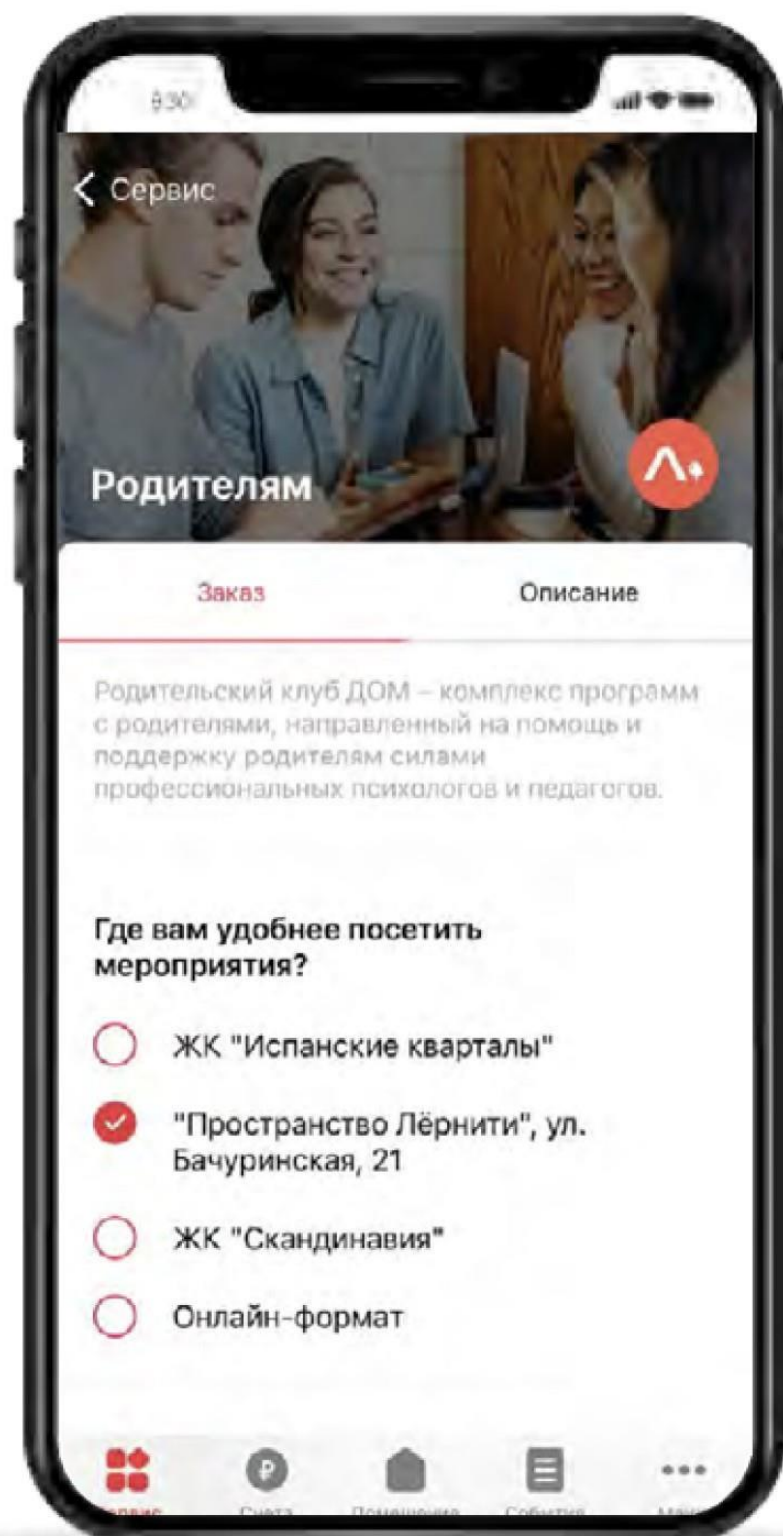 9:30
Сервис
Родителям
Заказ
Описание
Родительский клуб ДОМ – комплекс программ
с родителями, направленный на помощь и
поддержку родителям силами
профессиональных психологов и педагогов.
Где вам удобнее посетить
мероприятия?
ЖК "Испанские кварталы"
"Пространство Лёрнити", ул.
Бачуринская, 21
ЖК "Скандинавия"
Онлайн-формат
Сервис
Счета
Помещение
События